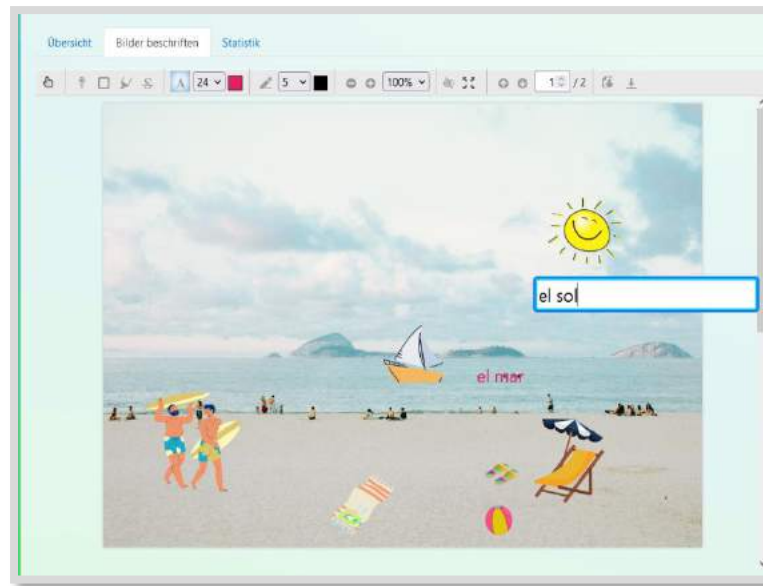 Übersicht Bilder beschriften Statistik
A 24 5 100% 1 /2
el sol
el mar